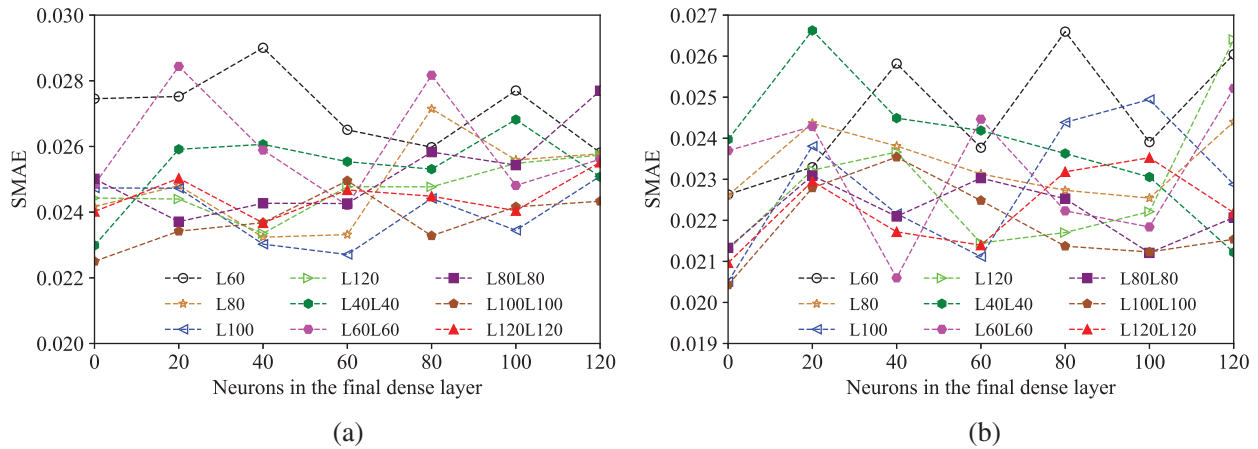 0.030
0.028
0.026
0.024
0.022
0.020
SMAE
0 20 40 60 80 100 120
Neurons in the final dense layer
L60 L120 L80L80
L80 L40L40 L100L100
L100 L60L60 L120L120
(a)
0.027
0.026
0.025
0.024
0.023
0.022
0.021
0.020
0.019
SMAE
0 20 40 60 80 100 120
Neurons in the final dense layer
L60 L120 L80L80
L80 L40L40 L100L100
L100 L60L60 L120L120
(b)